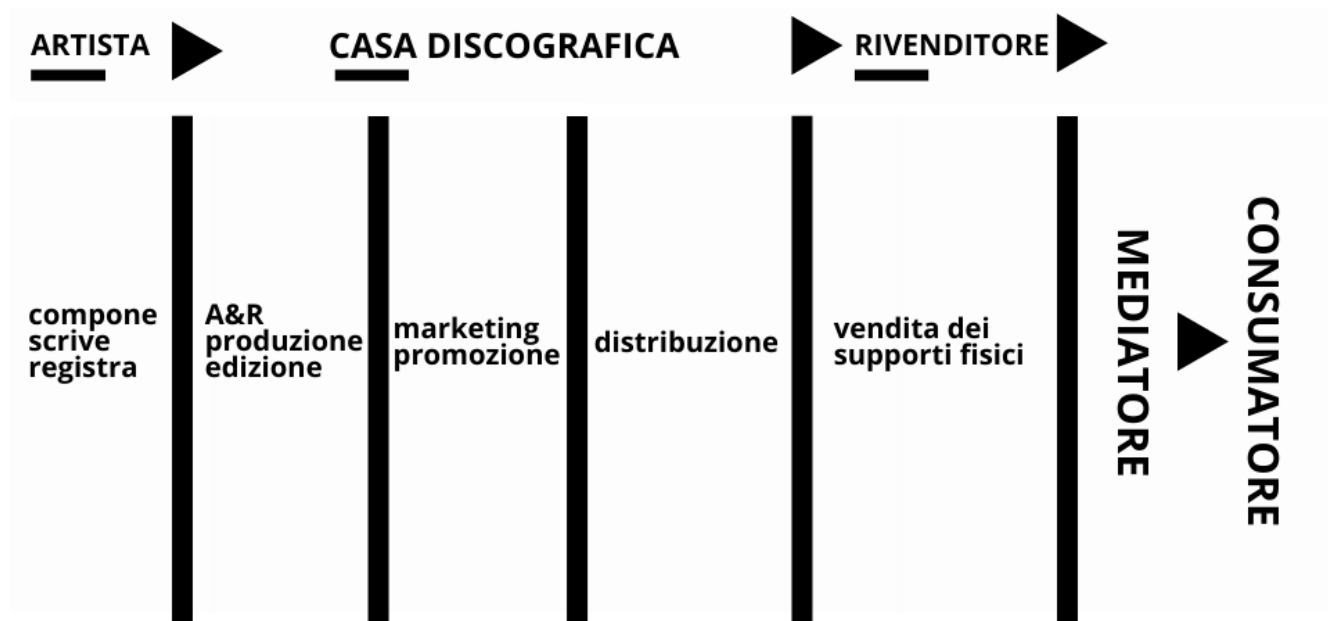 ARTISTA
CASA DISCOGRAFICA
RIVENDITORE
compone
scrive
registra
A&R
produzione
edizione
marketing
promozione
distribuzione
vendita dei
supporti fisici
MEDIATORE
CONSUMATORE